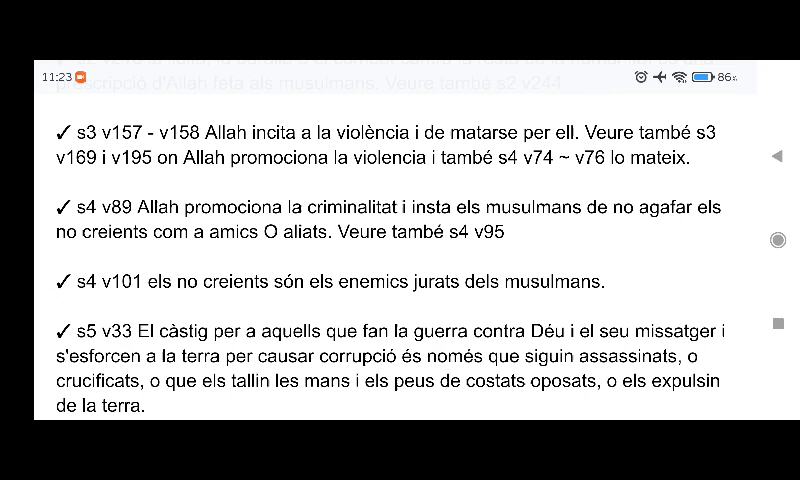 11:23
86%
prescripció d'Allah feta als musulmans. Veure també s2 v244
✓ s3 v157 - v158 Allah incita a la violència i de matarse per ell. Veure també s3
v169 i v195 on Allah promociona la violencia i també s4 v74 ~ v76 lo mateix.
✓ s4 v89 Allah promociona la criminalitat i insta els musulmans de no agafar els
no creients com a amics O aliats. Veure també s4 v95
✓ s4 v101 els no creients són els enemics jurats dels musulmans.
✓ s5 v33 El càstig per a aquells que fan la guerra contra Déu i el seu missatger i
s'esforcen a la terra per causar corrupció és només que siguin assassinats, o
crucificats, o que els tallin les mans i els peus de costats oposats, o els expulsin
de la terra.